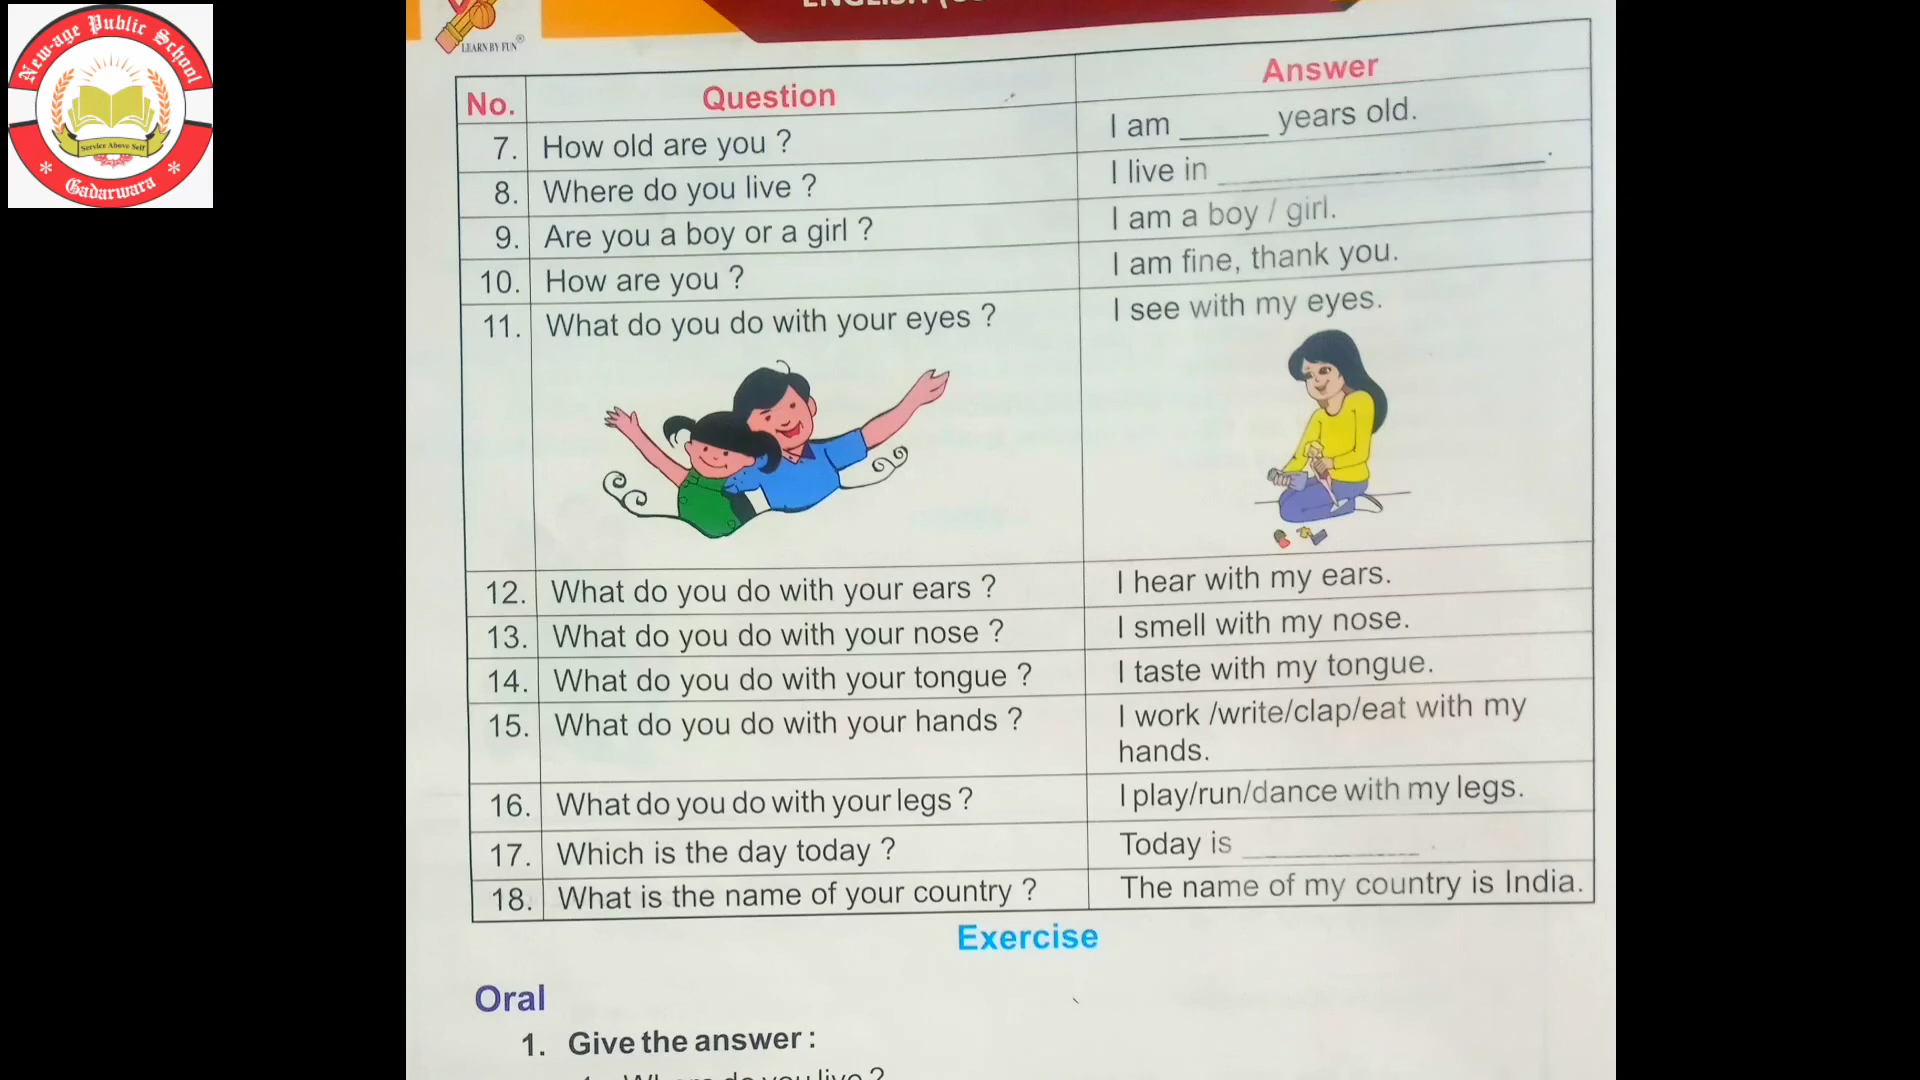 New-age Public School
Service Above Self
Gadarwara
LEARN BY FUN®
No. Question Answer
7. How old are you ? I am ______ years old.
8. Where do you live ? I live in ______________________.
9. Are you a boy or a girl ? I am a boy / girl.
10. How are you ? I am fine, thank you.
11. What do you do with your eyes ? I see with my eyes.
12. What do you do with your ears ? I hear with my ears.
13. What do you do with your nose ? I smell with my nose.
14. What do you do with your tongue ? I taste with my tongue.
15. What do you do with your hands ? I work /write/clap/eat with my
hands.
16. What do you do with your legs ? I play/run/dance with my legs.
17. Which is the day today ? Today is ____________ .
18. What is the name of your country ? The name of my country is India.
Exercise
Oral
1. Give the answer :
you live ?